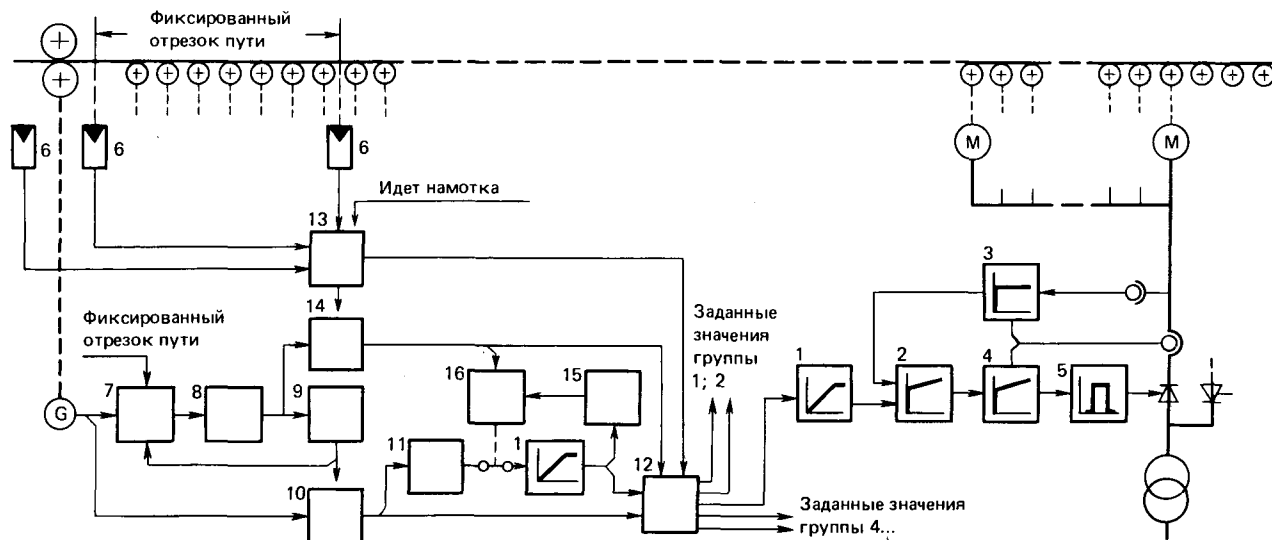 Фиксированный
отрезок пути
6
6
6
M
M
Идет намотка
13
3
14
Заданные
значения
группы
1; 2
Фиксированный
отрезок пути
1
2
4
5
16
15
7
8
9
G
11
1
12
10
Заданные значения
группы 4...